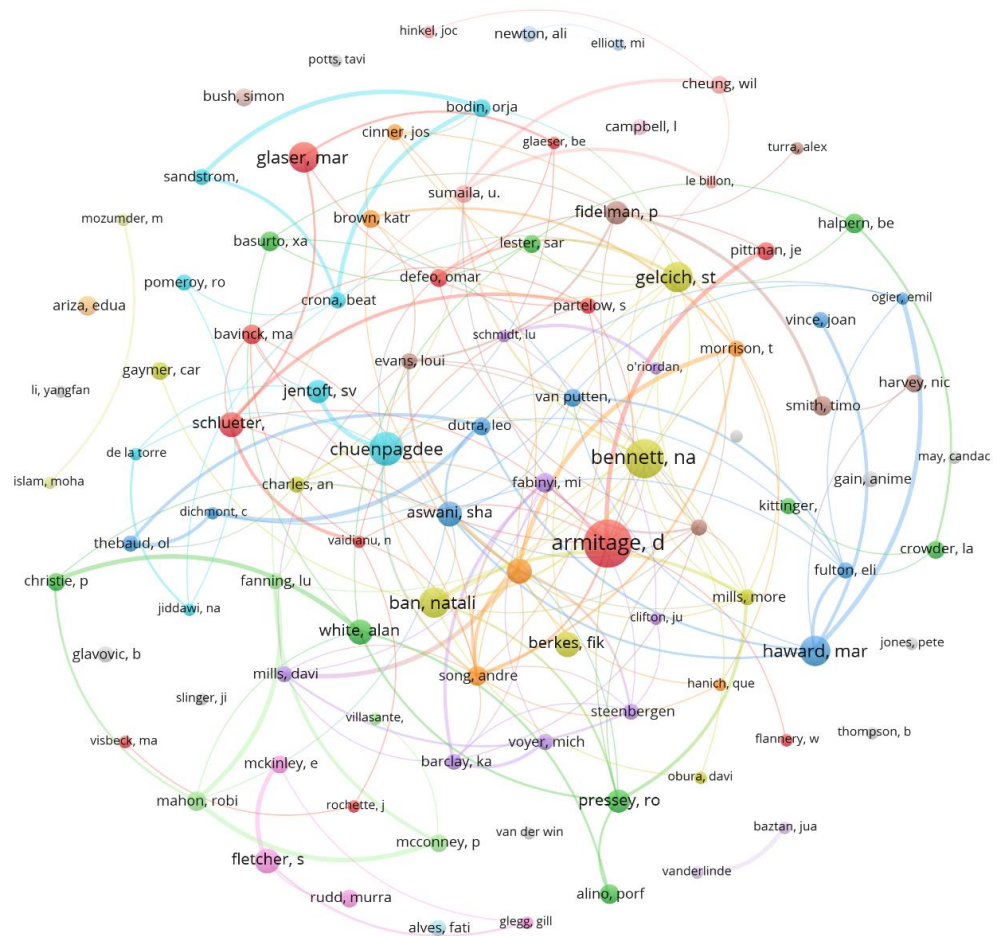 hinkel, joc
newton, ali
elliott, mi
potts, tavi
cheung, wil
bush, simon
bodin, orja
campbell, l
cinner, jos
glaeser, be
turra, alex
glaser, mar
sandstrom,
le billon,
sumaila, u.
mozumder, m
brown, katr
fidelman, p
halpern, be
basurto, xa
lester, sar
pittman, je
pomeroy, ro
defeo, omar
gelcich, st
ariza, edua
crona, beat
partelow, s
ogier, emil
vince, joan
bavinck, ma
schmidt, lu
morrison, t
evans, loui
gaymer, car
o'riordan,
li, yangfan
jentoft, sv
harvey, nic
van putten,
smith, timo
schlueter,
dutra, leo
chuenpagdee
de la torre
bennett, na
may, candac
islam, moha
charles, an
fabinyi, mi
gain, anime
dichmont, c
aswani, sha
kittinger,
thebaud, ol
vaidianu, n
armitage, d
crowder, la
christie, p
fanning, lu
fulton, eli
ban, natali
mills, more
jiddawi, na
white, alan
clifton, ju
berkes, fik
jones, pete
glavovic, b
haward, mar
mills, davi
song, andre
hanich, que
slinger, ji
villasante,
steenbergen
thompson, b
visbeck, ma
voyer, mich
flannery, w
mckinley, e
barclay, ka
obura, davi
mahon, robi
rochette, j
pressey, ro
van der win
baztan, jua
mcconney, p
fletcher, s
vanderlinde
rudd, murra
alino, porf
alves, fati
glegg, gill